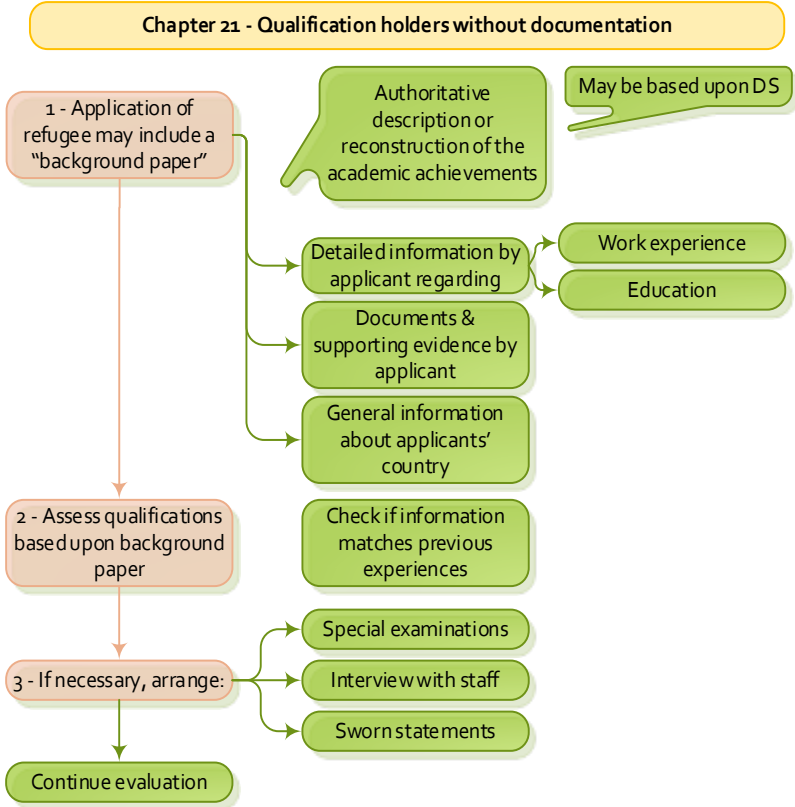 Chapter 21 - Qualification holders without documentation
1 - Application of
refugee may include a
“background paper”
Authoritative
description or
reconstruction of the
academic achievements
May be based upon DS
Detailed information by
applicant regarding
Work experience
Education
Documents &
supporting evidence by
applicant
General information
about applicants’
country
2 - Assess qualifications
based upon background
paper
Check if information
matches previous
experiences
3 - If necessary, arrange:
Special examinations
Interview with staff
Sworn statements
Continue evaluation